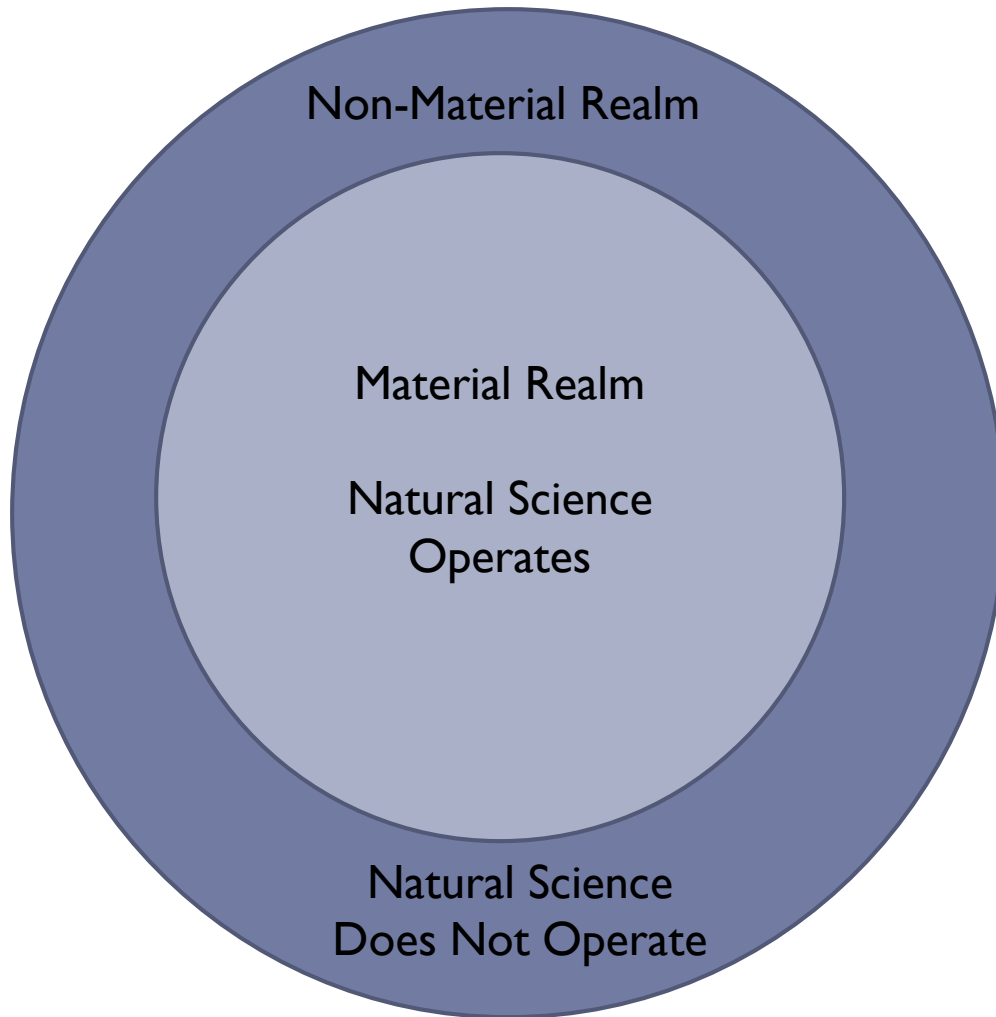 Non-Material Realm
Material Realm
Natural Science
Operates
Natural Science
Does Not Operate